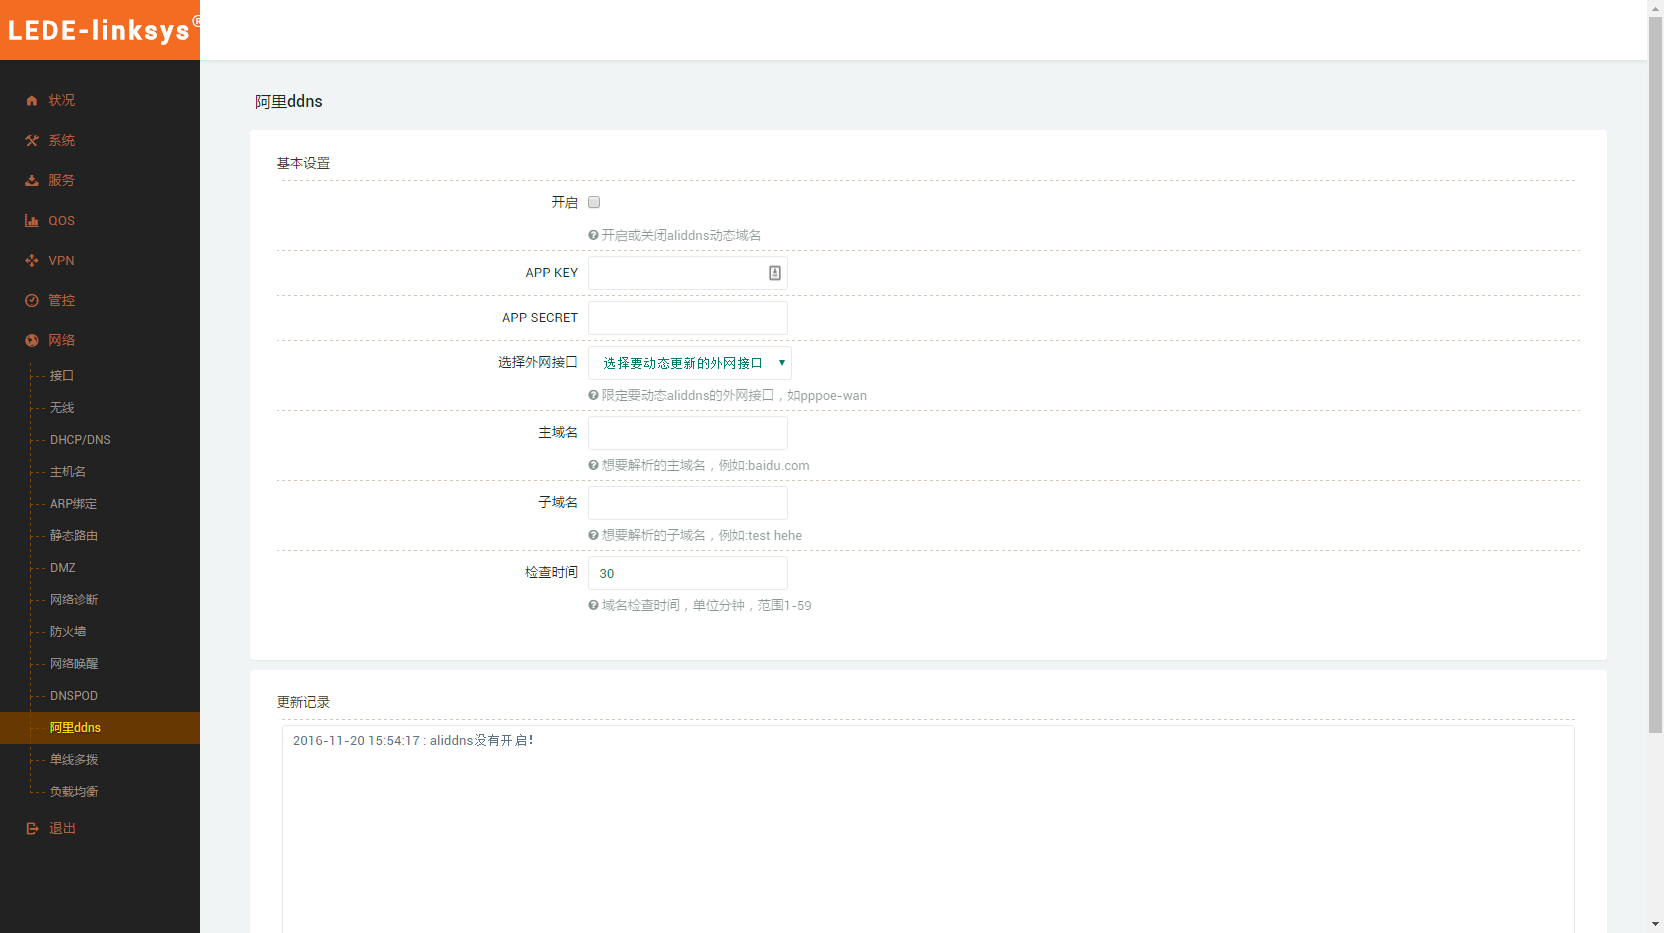 LEDE-linksys®
状况
系统
服务
QOS
VPN
管控
网络
接口
无线
DHCP/DNS
主机名
ARP绑定
静态路由
DMZ
网络诊断
防火墙
网络唤醒
DNSPOD
阿里ddns
单线多拨
负载均衡
退出
阿里ddns
基本设置
开启
开启或关闭aliddns动态域名
APP KEY
APP SECRET
选择外网接口 选择要动态更新的外网接口
限定要动态aliddns的外网接口，如pppoe-wan
主域名
想要解析的主域名，例如:baidu.com
子域名
想要解析的子域名，例如:test hehe
检查时间 30
域名检查时间，单位分钟，范围1-59
更新记录
2016-11-20 15:54:17 : aliddns没有开启!